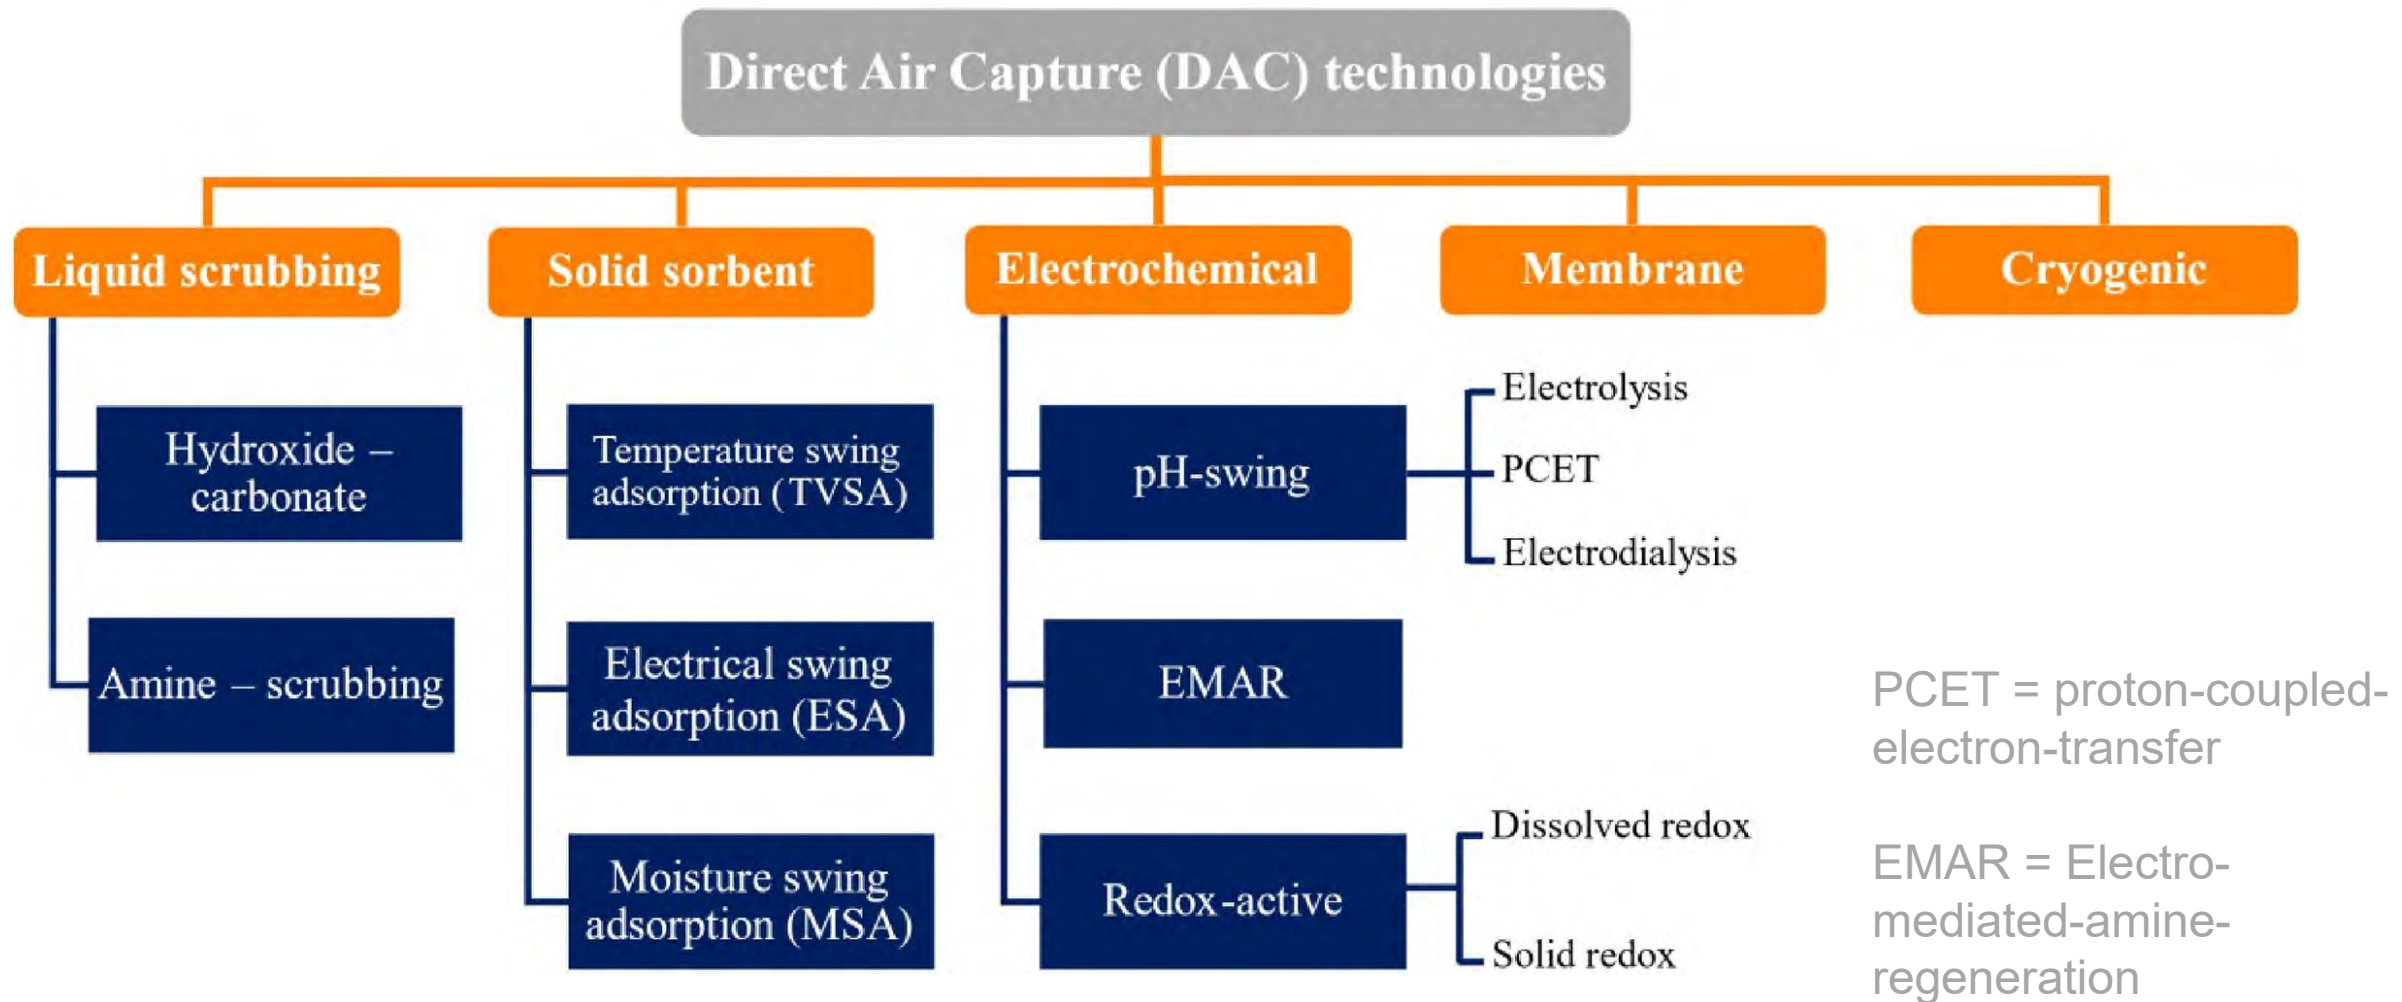 Direct Air Capture (DAC) technologies
Liquid scrubbing
Solid sorbent
Electrochemical
Membrane
Cryogenic
Hydroxide –
carbonate
Amine – scrubbing
Temperature swing
adsorption (TVSA)
Electrical swing
adsorption (ESA)
Moisture swing
adsorption (MSA)
pH-swing
Electrolysis
PCET
Electrodialysis
EMAR
Redox-active
Dissolved redox
Solid redox
PCET = proton-coupled-
electron-transfer
EMAR = Electro-
mediated-amine-
regeneration